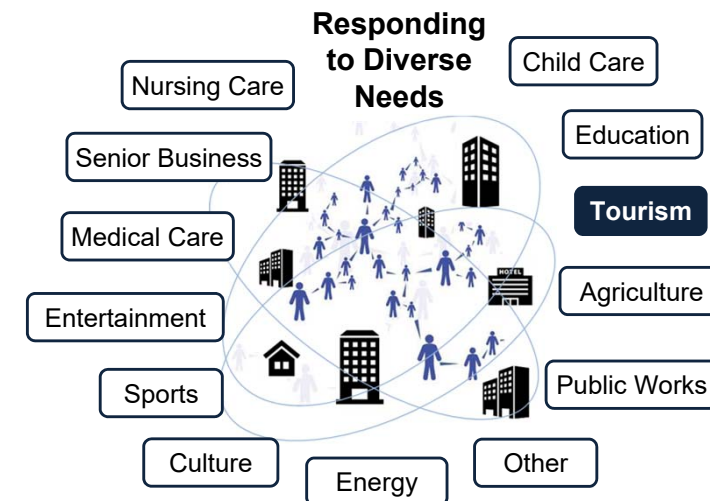 Responding
to Diverse
Needs
Child Care
Nursing Care
Education
Senior Business
Tourism
Medical Care
HOTEL
Agriculture
Entertainment
Public Works
Sports
Culture
Other
Energy